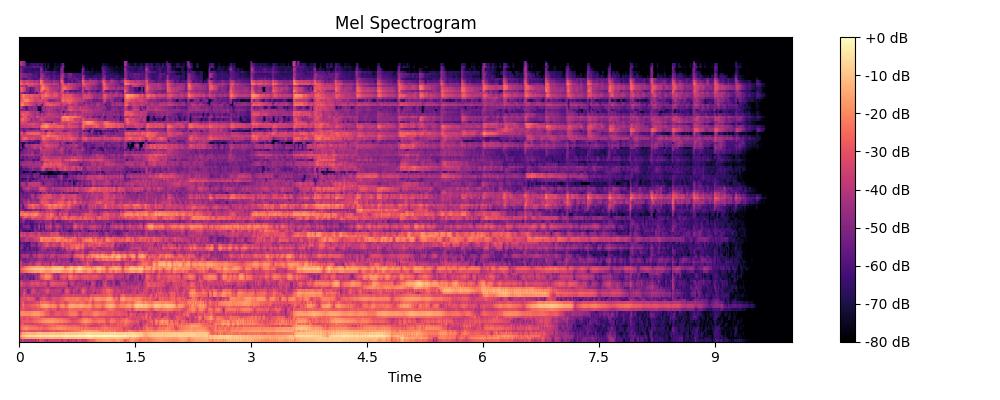 Mel Spectrogram
+0 dB
-10 dB
-20 dB
-30 dB
-40 dB
-50 dB
-60 dB
-70 dB
-80 dB
0 1.5 3 4.5 6 7.5 9
Time